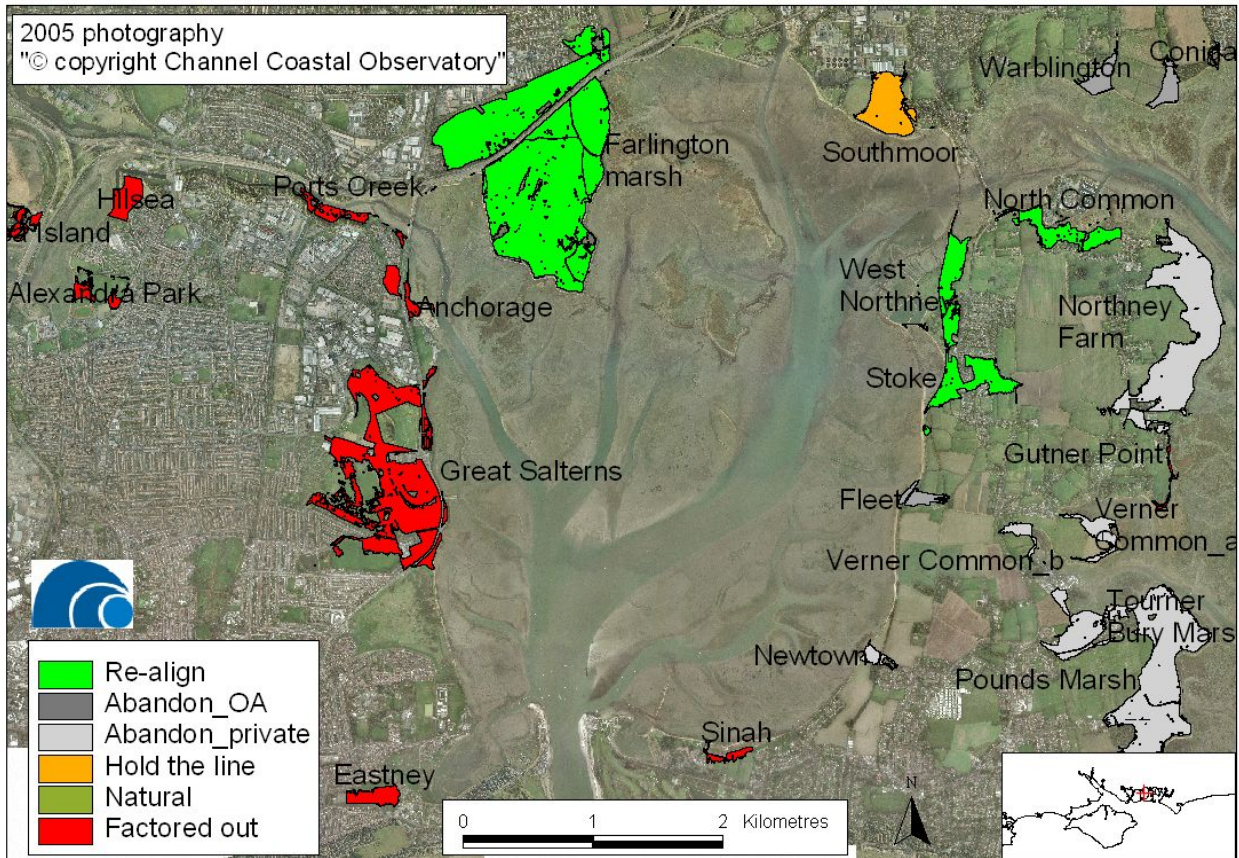 2005 photography
"© copyright Channel Coastal Observatory"
Warblington
Farlington
marsh
Southmoor
Ports Creek
Hilsea
Island
North Common
Alexandra Park
Anchorage
West
Northney
Northney
Farm
Stoke
Great Salterns
Gutner Point
Fleet
Verner
Common_a
Verner Common_b
Tourner
Bury Mars
Newtown
Pounds Marsh
Sinah
Eastney
Re-align
Abandon_OA
Abandon_private
Hold the line
Natural
Factored out
0 1 2 Kilometres
N